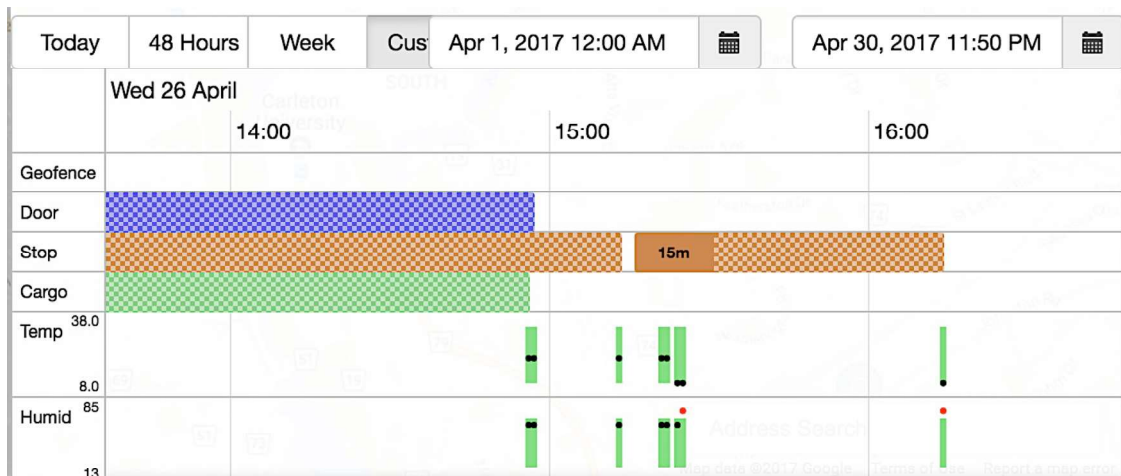 Today 48 Hours Week Cus Apr 1, 2017 12:00 AM Apr 30, 2017 11:50 PM
Wed 26 April
SOUTH
Carleton
University
14:00 15:00 16:00
Geofence
Door
Stop 15m
Cargo
Temp 38.0
8.0
Humid 85
Address Search
13
Map data ©2017 Google Terms of Use Report a map error